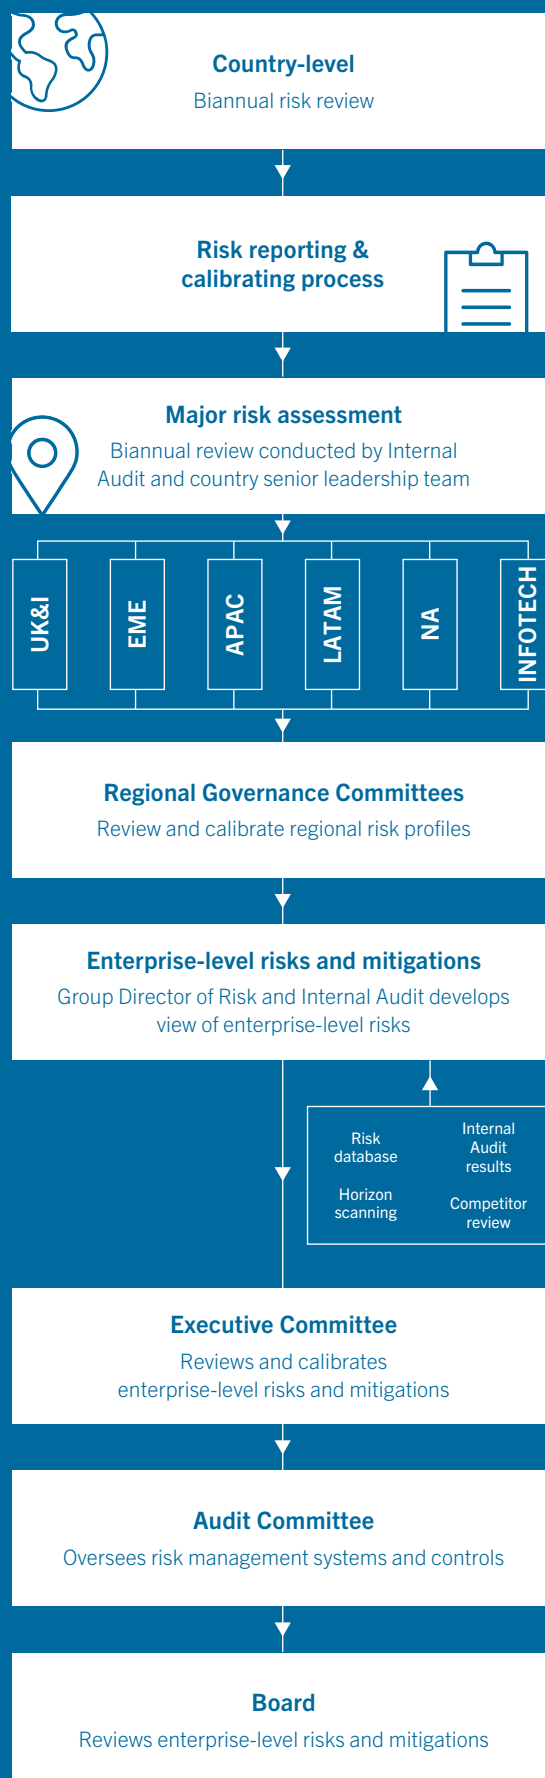 Country-level
Biannual risk review
Risk reporting &
calibrating process
Major risk assessment
Biannual review conducted by Internal
Audit and country senior leadership team
UK&I
EME
APAC
LATAM
NA
INFOTECH
Regional Governance Committees
Review and calibrate regional risk profiles
Enterprise-level risks and mitigations
Group Director of Risk and Internal Audit develops
view of enterprise-level risks
Risk
database
Internal
Audit
results
Horizon
scanning
Competitor
review
Executive Committee
Reviews and calibrates
enterprise-level risks and mitigations
Audit Committee
Oversees risk management systems and controls
Board
Reviews enterprise-level risks and mitigations